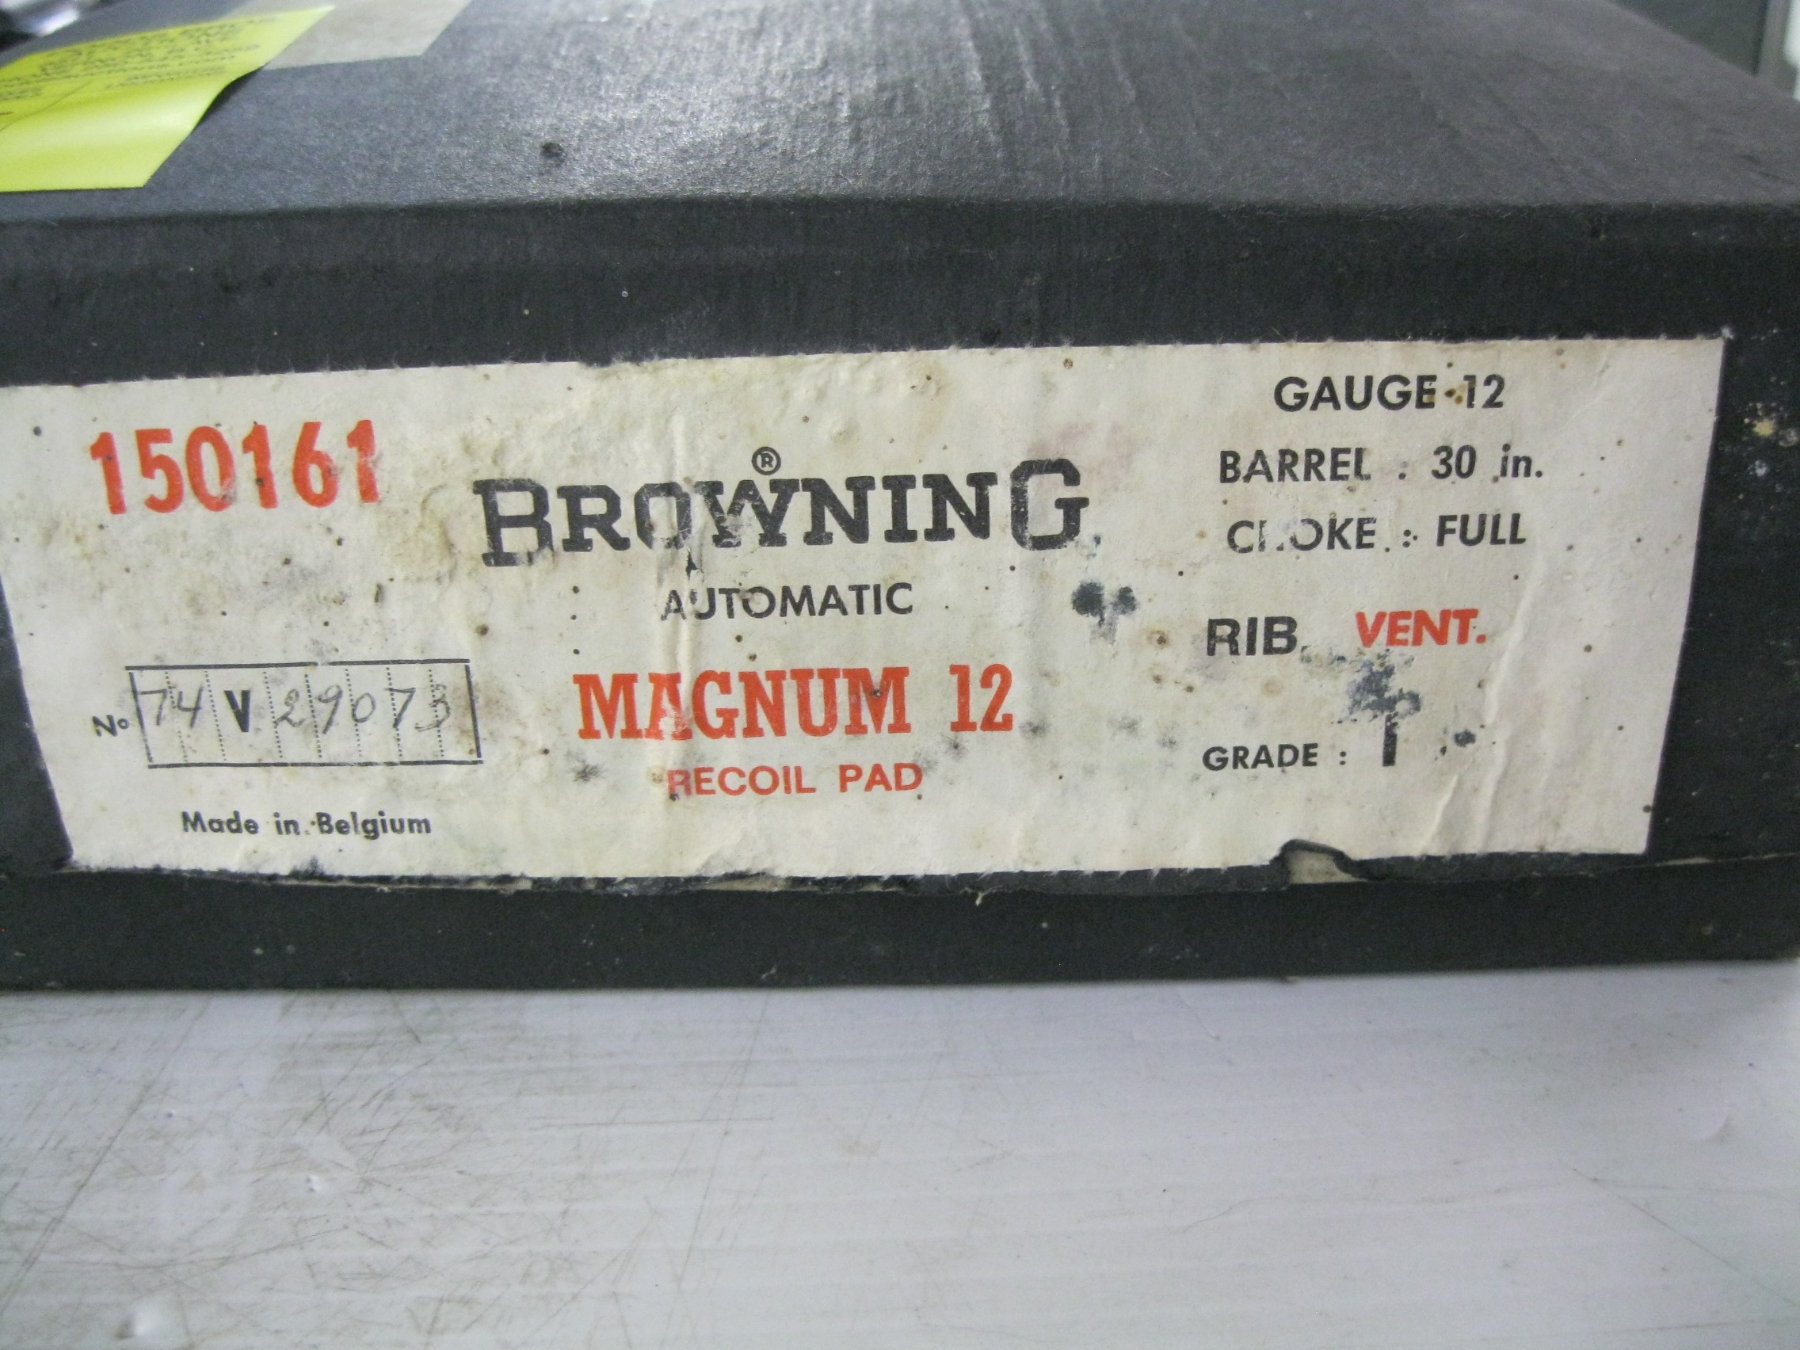 150161
BROWNING®
AUTOMATIC
MAGNUM 12
RECOIL PAD
No 74 V 29073
Made in Belgium
GAUGE 12
BARREL : 30 in.
CHOKE : FULL
RIB VENT.
GRADE : I